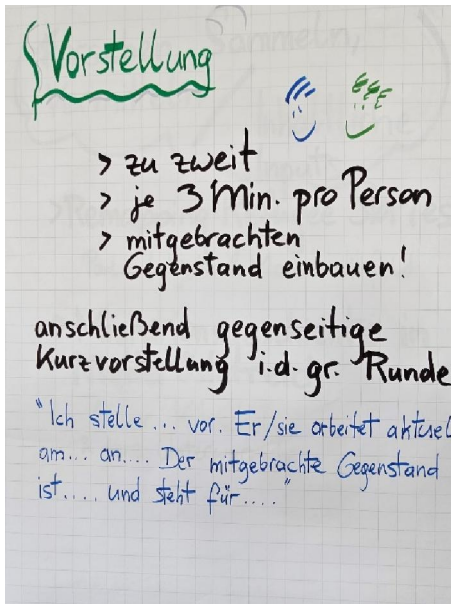 Vorstellung
> zu zweit
> je 3 Min. pro Person
> mitgebrachten
Gegenstand einbauen!
anschließend gegenseitige
Kurzvorstellung i.d. gr. Runde
"Ich stelle ... vor. Er/sie arbeitet aktuel
am... an.... Der mitgebrachte Gegenstand
ist.... und steht für...."